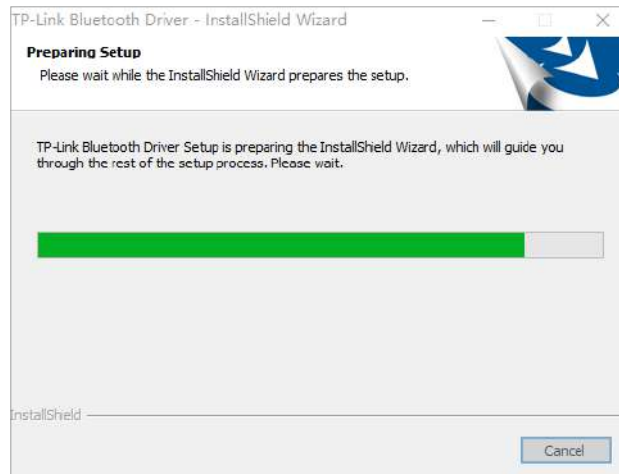 TP-Link Bluetooth Driver - InstallShield Wizard
Preparing Setup
Please wait while the InstallShield Wizard prepares the setup.
TP-Link Bluetooth Driver Setup is preparing the InstallShield Wizard, which will guide you
through the rest of the setup process. Please wait.
InstallShield
Cancel